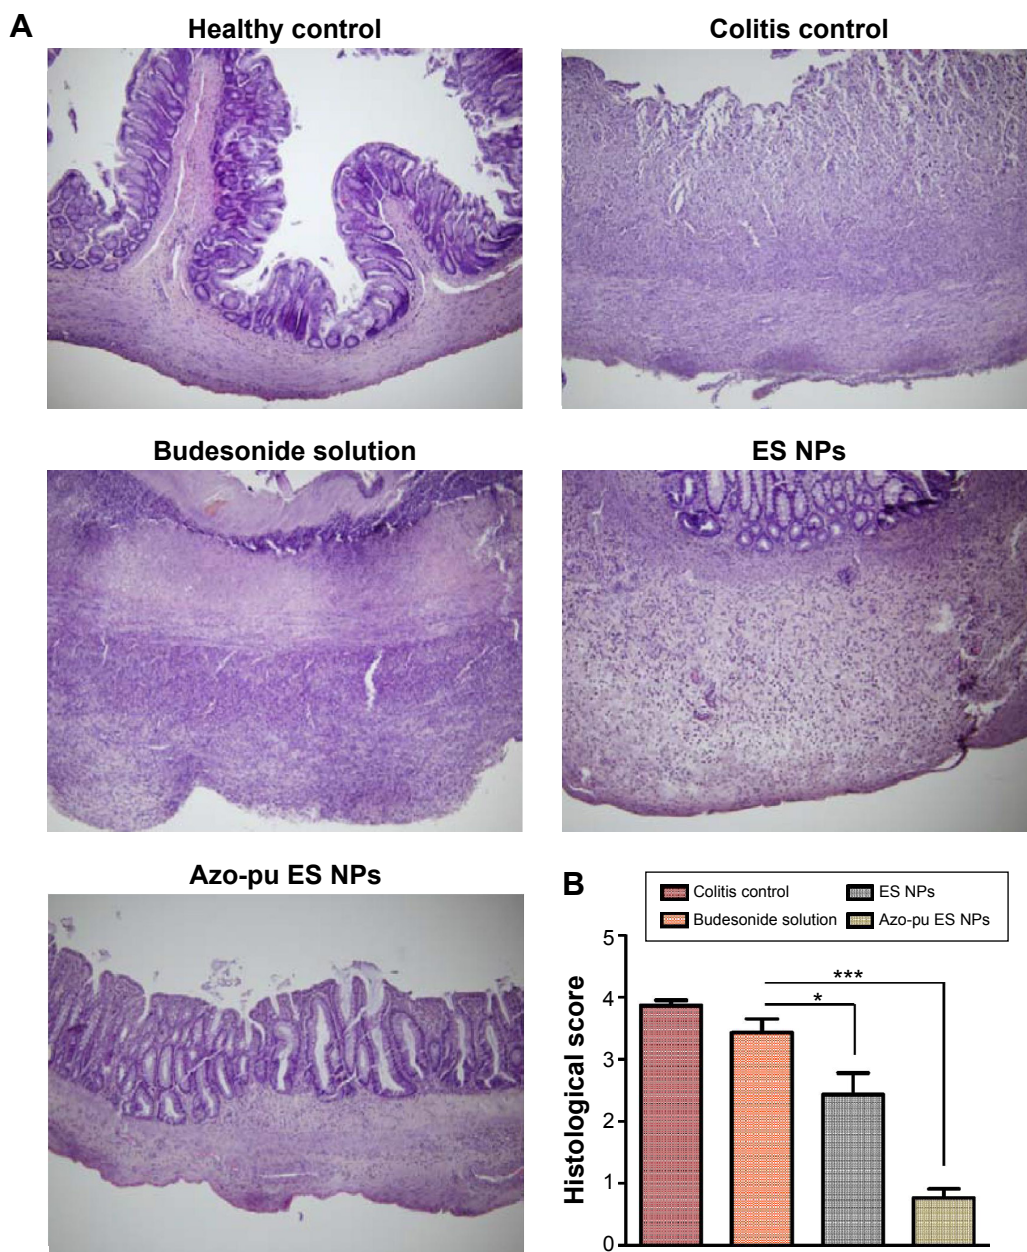 A
Healthy control
Colitis control
Budesonide solution
ES NPs
Azo-pu ES NPs
B
Colitis control
ES NPs
Budesonide solution
Azo-pu ES NPs
Histological score
5
4
3
2
1
0
***
*